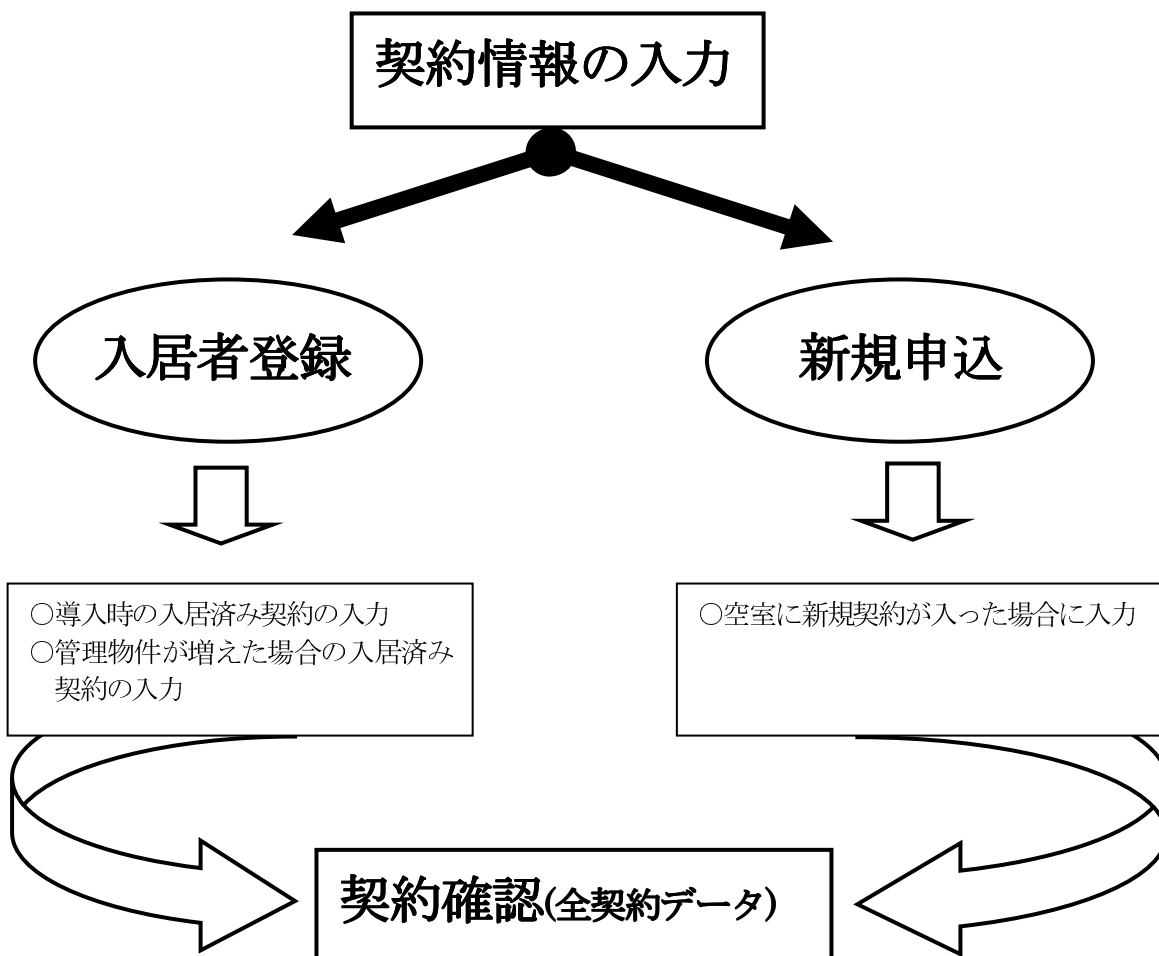 契約情報の入力
入居者登録
新規申込
○導入時の入居済み契約の入力
○管理物件が増えた場合の入居済み
契約の入力
○空室に新規契約が入った場合に入力
契約確認(全契約データ)